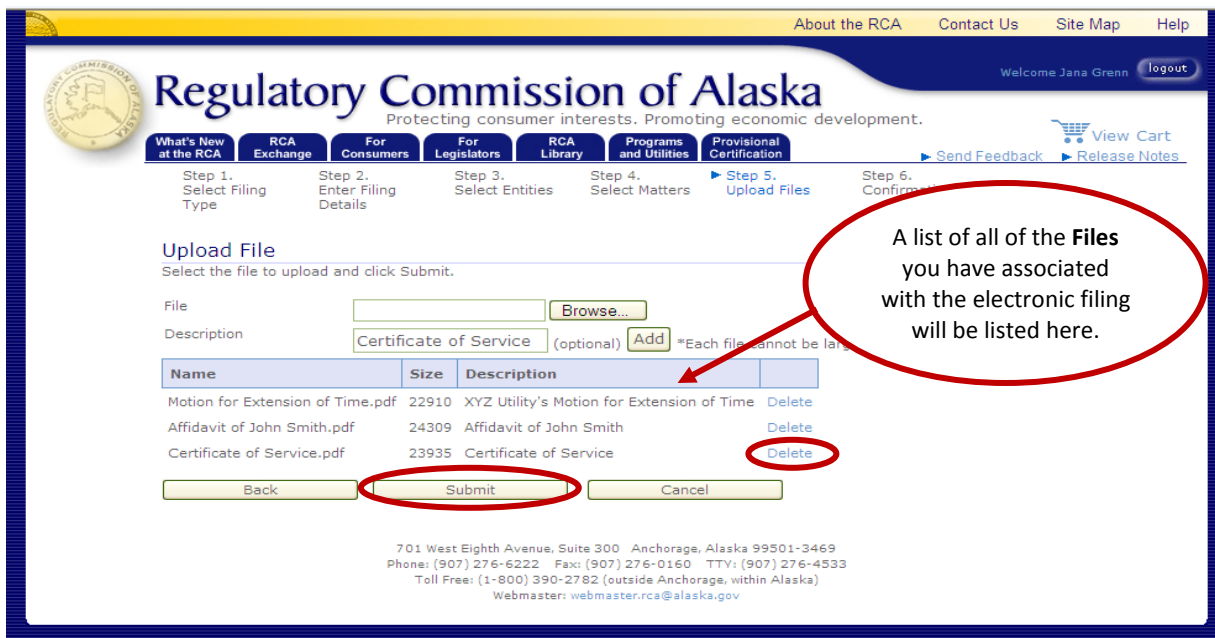 About the RCA Contact Us Site Map Help
Welcome Jana Grenn logout
Regulatory Commission of Alaska
Protecting consumer interests. Promoting economic development.
What's New at the RCA
RCA Exchange
For Consumers
For Legislators
RCA Library
Programs and Utilities
Provisional Certification
View Cart
Send Feedback Release Notes
Step 1. Select Filing Type
Step 2. Enter Filing Details
Step 3. Select Entities
Step 4. Select Matters
Step 5. Upload Files
Step 6.
A list of all of the Files
you have associated
with the electronic filing
will be listed here.
Upload File
Select the file to upload and click Submit.
File Browse...
Description Certificate of Service (optional) Add *Each file cannot be
Name Size Description
Motion for Extension of Time.pdf 22910 XYZ Utility's Motion for Extension of Time Delete
Affidavit of John Smith.pdf 24309 Affidavit of John Smith Delete
Certificate of Service.pdf 23935 Certificate of Service Delete
Back Submit Cancel
701 West Eighth Avenue, Suite 300 Anchorage, Alaska 99501-3469
Phone: (907) 276-6222 Fax: (907) 276-0160 TTY: (907) 276-4533
Toll Free: (1-800) 390-2782 (outside Anchorage, within Alaska)
Webmaster: webmaster.rca@alaska.gov